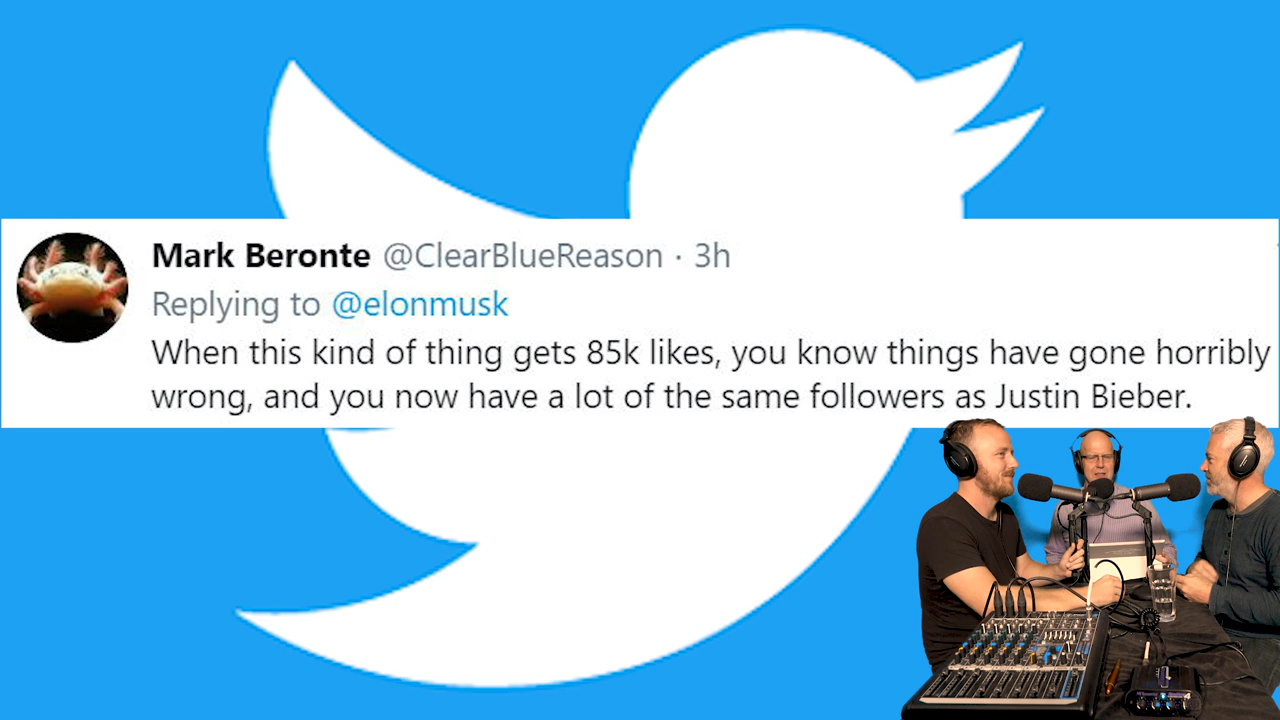 Mark Beronte @ClearBlueReason · 3h
Replying to @elonmusk
When this kind of thing gets 85k likes, you know things have gone horribly
wrong, and you now have a lot of the same followers as Justin Bieber.